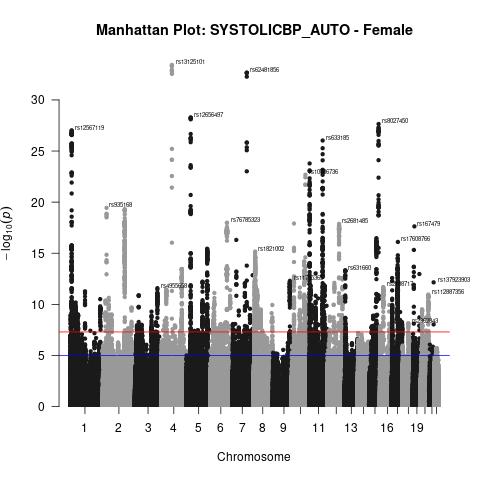 Manhattan Plot: SYSTOLICBP_AUTO - Female
rs13125101
rs62481856
30
rs12656497
rs8027450
rs12567119
rs633185
25
20
rs935168
rs76785323
rs2681485
rs167479
rs17608766
15
rs1821002
rs631660
rs137923903
rs4955658
rs112887356
10
5
0
−log10(p)
1
2
3
4
5
6
7
8
9
11
13
16
19
Chromosome